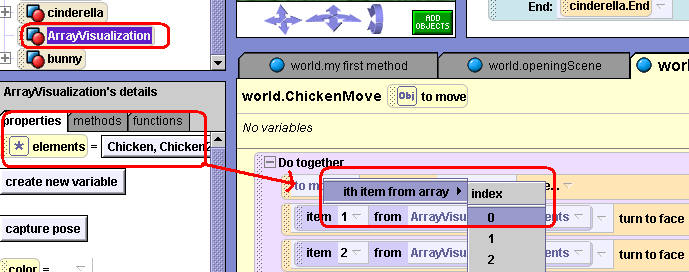 cinderella
ArrayVisualization
bunny
ADD
OBJECTS
End: cinderella.End
ArrayVisualization's details
properties methods functions
elements = Chicken, Chicken2
create new variable
capture pose
color =
world.my first method world.openingScene
world.ChickenMove Obj to move
No variables
Do together
to mo
ith item from array index
0
1
2
item 1 from ArrayVisu ents turn to face
item 2 from ArrayVisu ents turn to face